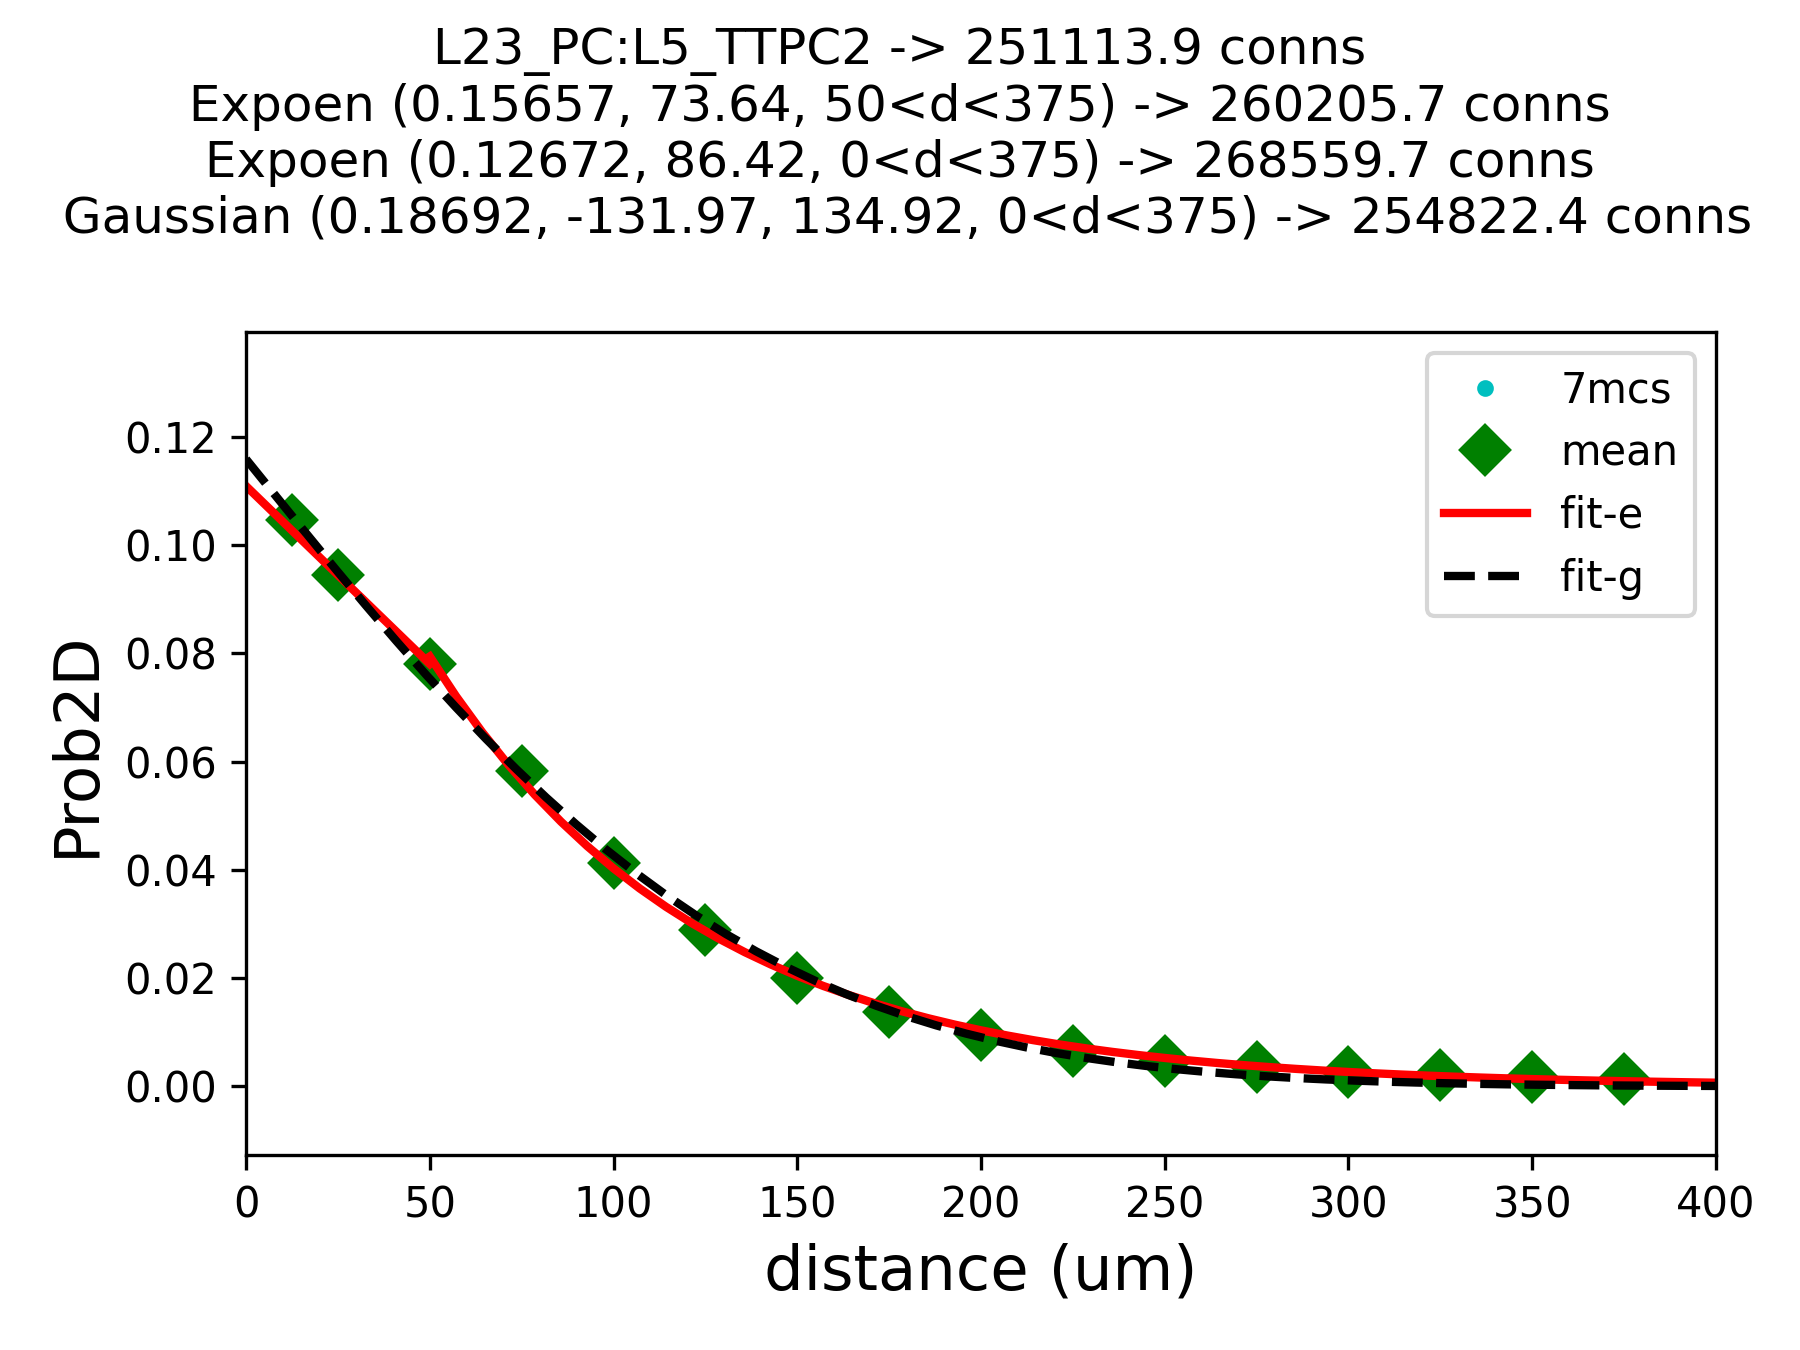 L23_PC:L5_TTPC2 -> 251113.9 conns
Expoen (0.15657, 73.64, 50<d<375) -> 260205.7 conns
Expoen (0.12672, 86.42, 0<d<375) -> 268559.7 conns
Gaussian (0.18692, -131.97, 134.92, 0<d<375) -> 254822.4 conns
7mcs
mean
fit-e
fit-g
Prob2D
0.12
0.10
0.08
0.06
0.04
0.02
0.00
0 50 100 150 200 250 300 350 400
distance (um)